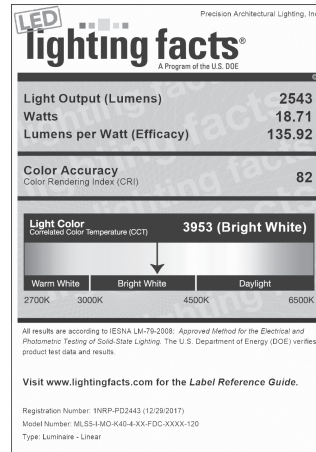 Precision Architectural Lighting, Inc
LED
lighting facts®
A Program of the U.S. DOE
Light Output (Lumens) 2543
Watts 18.71
Lumens per Watt (Efficacy) 135.92
Color Accuracy
Color Rendering Index (CRI) 82
Light Color
Correlated Color Temperature (CCT) 3953 (Bright White)
Warm White Bright White Daylight
2700K 3000K 4500K 6500K
All results are according to IESNA LM-79-2008: Approved Method for the Electrical and
Photometric Testing of Solid-State Lighting. The U.S. Department of Energy (DOE) verifies
product test data and results.
Visit www.lightingfacts.com for the Label Reference Guide.
Registration Number: 1NRP-PD2443 (12/29/2017)
Model Number: MLS5-I-MO-K40-4-XX-FDC-XXXX-120
Type: Luminaire - Linear